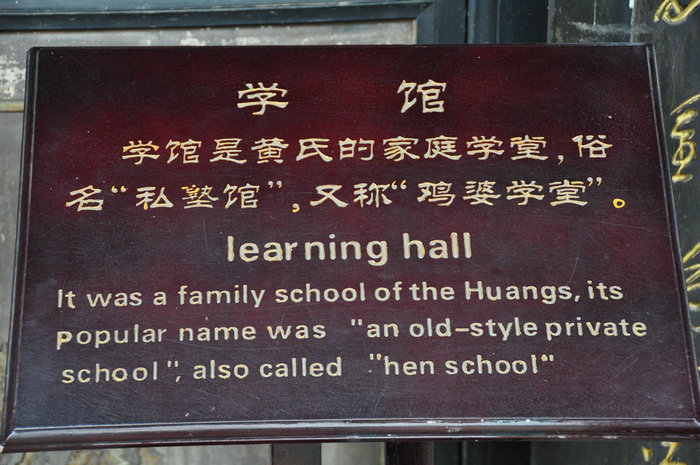 学 馆
学馆是黄氏的家庭学堂,俗
名“私塾馆”,又称“鸡婆学堂”。
learning hall
It was a family school of the Huangs, its
popular name was "an old-style private
school", also called "hen school"